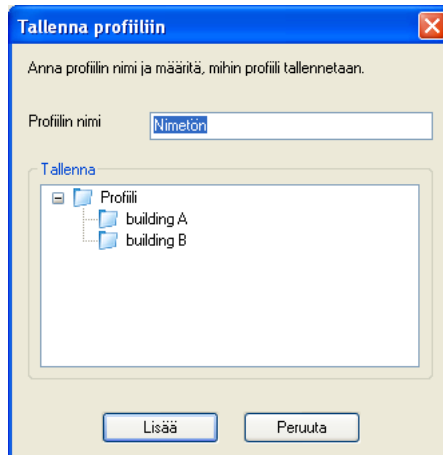 Tallenna profiiliin
Anna profiilin nimi ja määritä, mihin profiili tallennetaan.
Profiilin nimi
Nimetön
Tallenna
Profiili
building A
building B
Lisää
Peruuta